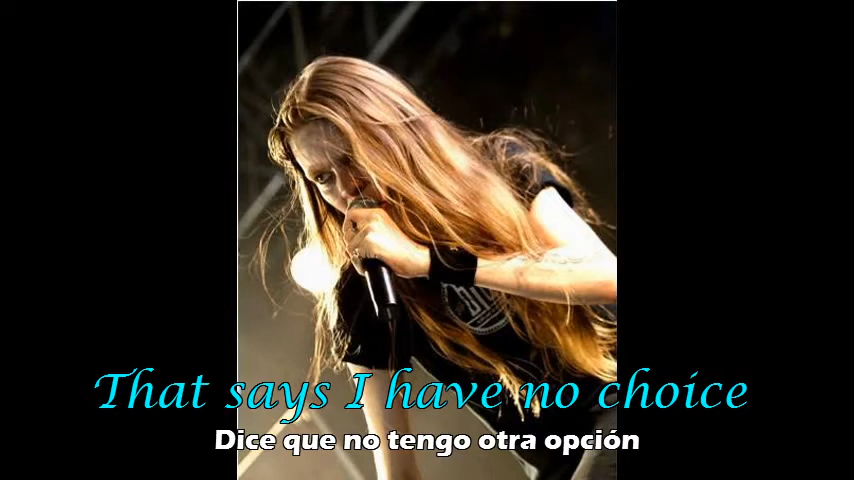 That says I have no choice
Dice que no tengo otra opción